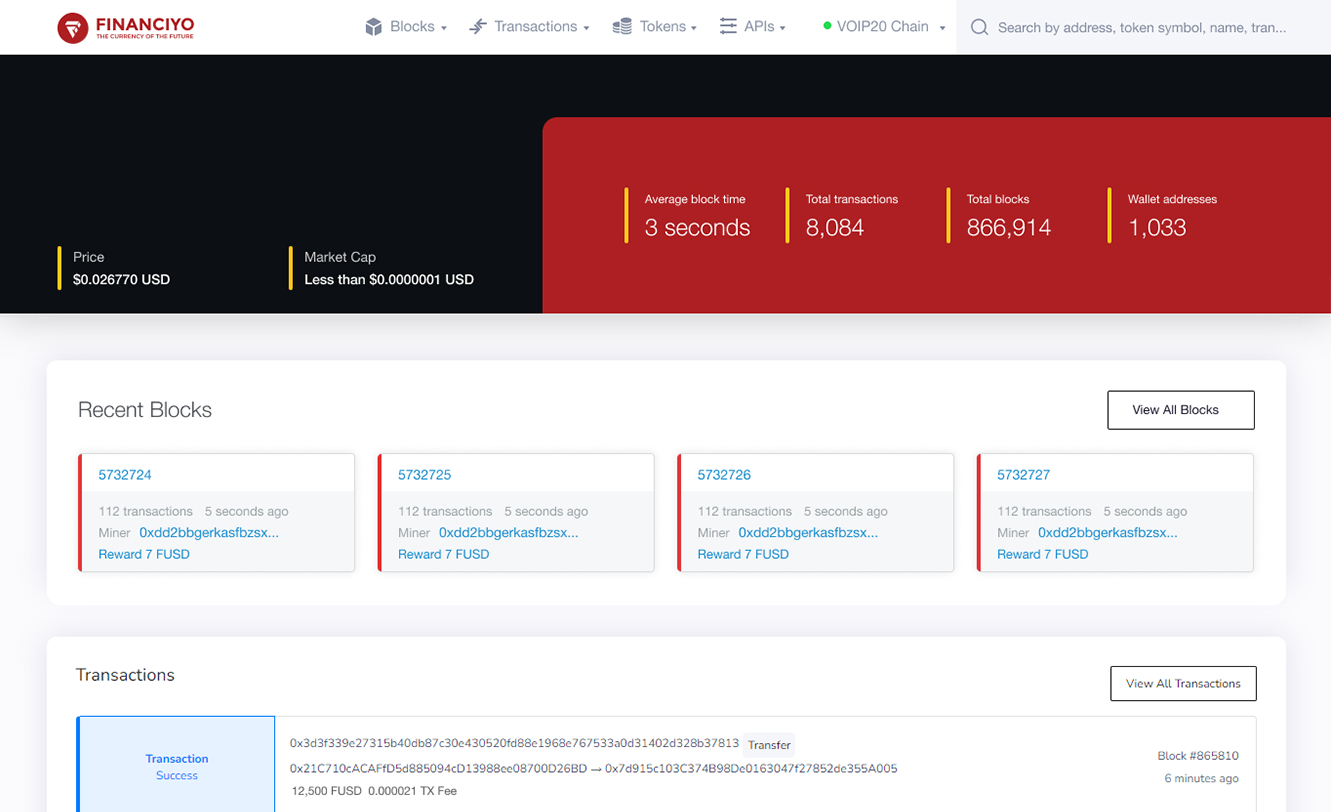 FINANCIYO
THE CURRENCY OF THE FUTURE
Blocks
Transactions
Tokens
APIs
VOIP20 Chain
Search by address, token symbol, name, tran...
Average block time
3 seconds
Total transactions
8,084
Total blocks
866,914
Wallet addresses
1,033
Price
$0.026770 USD
Market Cap
Less than $0.0000001 USD
Recent Blocks
View All Blocks
5732724
112 transactions 5 seconds ago
Miner 0xdd2bbgerkasfbzsx...
Reward 7 FUSD
5732725
112 transactions 5 seconds ago
Miner 0xdd2bbgerkasfbzsx...
Reward 7 FUSD
5732726
112 transactions 5 seconds ago
Miner 0xdd2bbgerkasfbzsx...
Reward 7 FUSD
5732727
112 transactions 5 seconds ago
Miner 0xdd2bbgerkasfbzsx...
Reward 7 FUSD
Transactions
View All Transactions
Transaction
Success
0x3d3f339e27315b40db87c30e430520fd88e1968e767533a0d31402d328b37813 Transfer
0x21C710cACAFfD5d885094cD13988ee08700D26BD → 0x7d915c103C374B98De0163047f27852de355A005
12,500 FUSD 0.000021 TX Fee
Block #865810
6 minutes ago